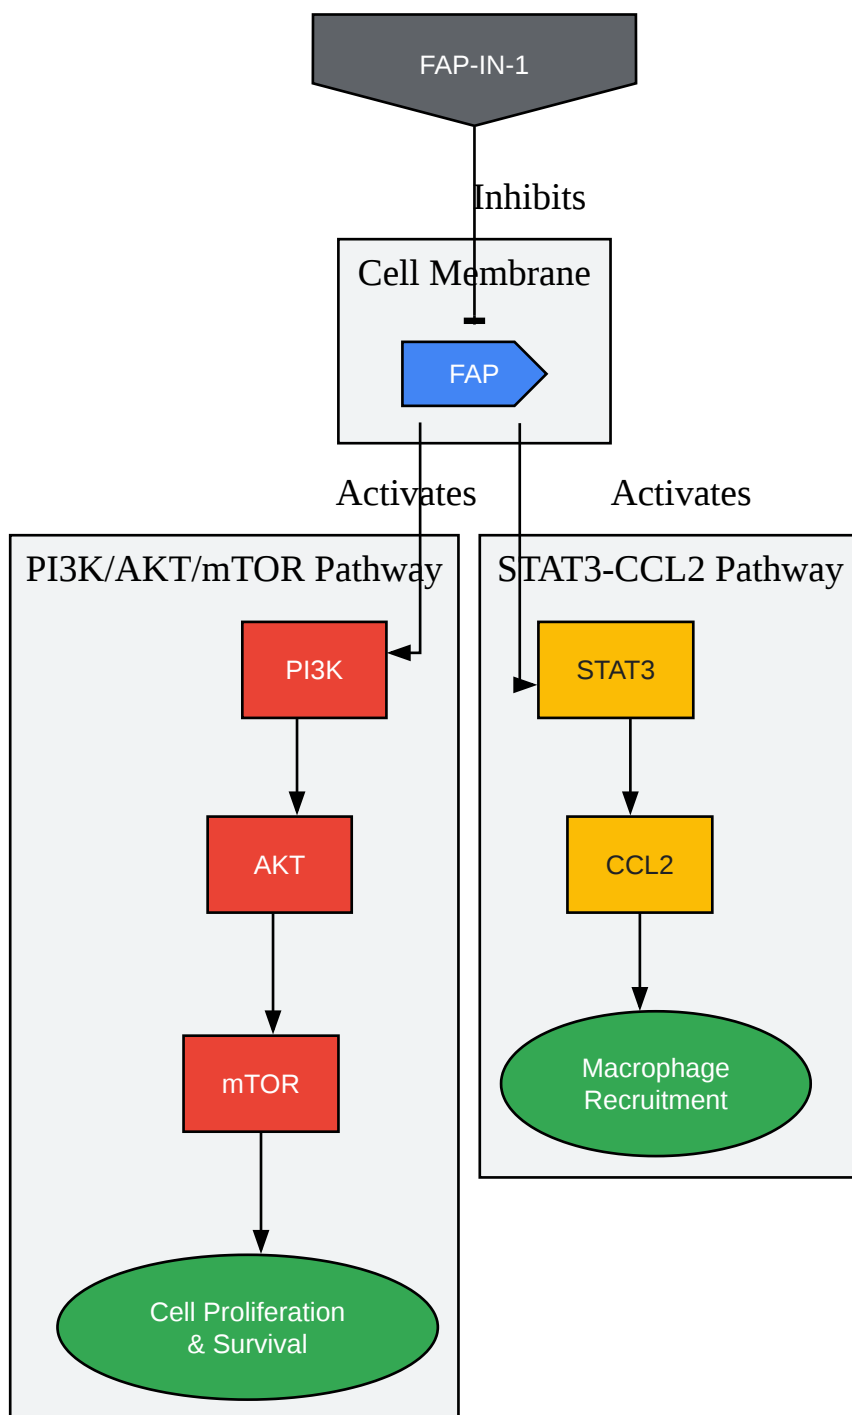 FAP-IN-1
Inhibits
Cell Membrane
FAP
Activates
Activates
PI3K/AKT/mTOR Pathway
PI3K
AKT
mTOR
Cell Proliferation
& Survival
STAT3-CCL2 Pathway
STAT3
CCL2
Macrophage
Recruitment